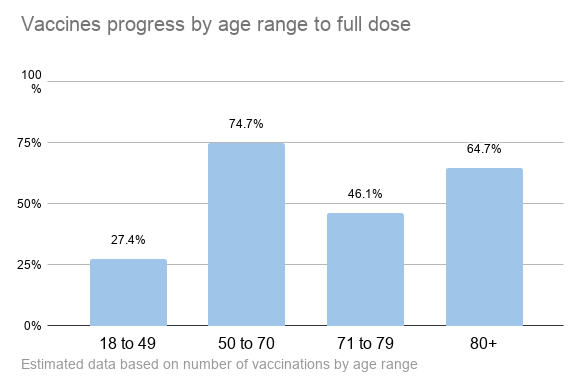 Vaccines progress by age range to full dose
100
%
74.7%
75%
64.7%
46.1%
50%
27.4%
25%
0%
18 to 49
50 to 70
71 to 79
80+
Estimated data based on number of vaccinations by age range